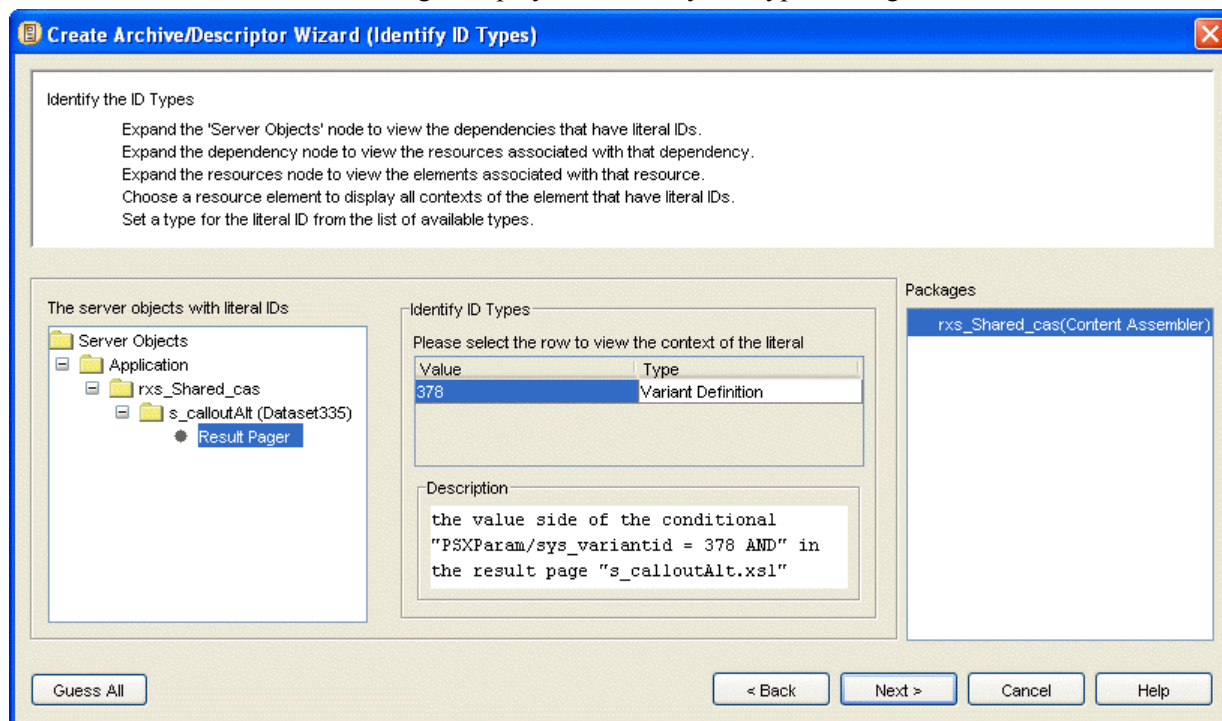 Create Archive/Descriptor Wizard (Identify ID Types)
Identify the ID Types
Expand the 'Server Objects' node to view the dependencies that have literal IDs.
Expand the dependency node to view the resources associated with that dependency.
Expand the resources node to view the elements associated with that resource.
Choose a resource element to display all contexts of the element that have literal IDs.
Set a type for the literal ID from the list of available types.
The server objects with literal IDs
Server Objects
Application
rxs_Shared_cas
s_calloutAlt (Dataset335)
Result Pager
Identify ID Types
Please select the row to view the context of the literal
Value Type
378 Variant Definition
Description
the value side of the conditional
"PSXParam/sys_variantid = 378 AND" in
the result page "s_calloutAlt.xsl"
Packages
rxs_Shared_cas(Content Assembler)
Guess All < Back Next > Cancel Help